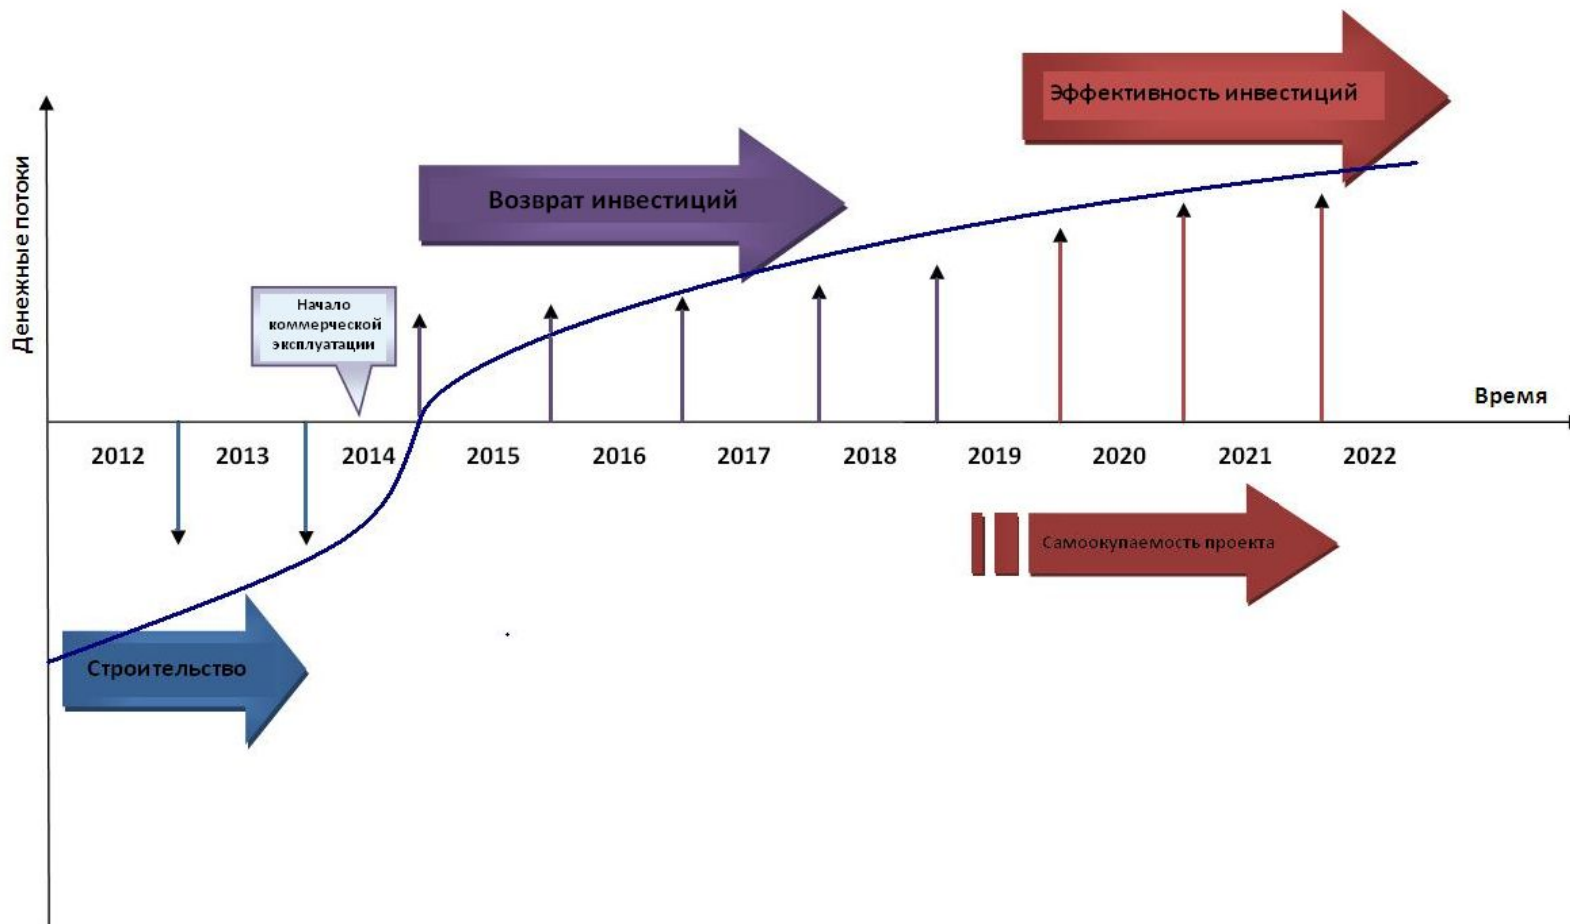 Эффективность инвестиций
Возврат инвестиций
Денежные потоки
Начало
коммерческой
эксплуатации
Время
2012 2013 2014 2015 2016 2017 2018 2019 2020 2021 2022
Самоокупаемость проекта
Строительство